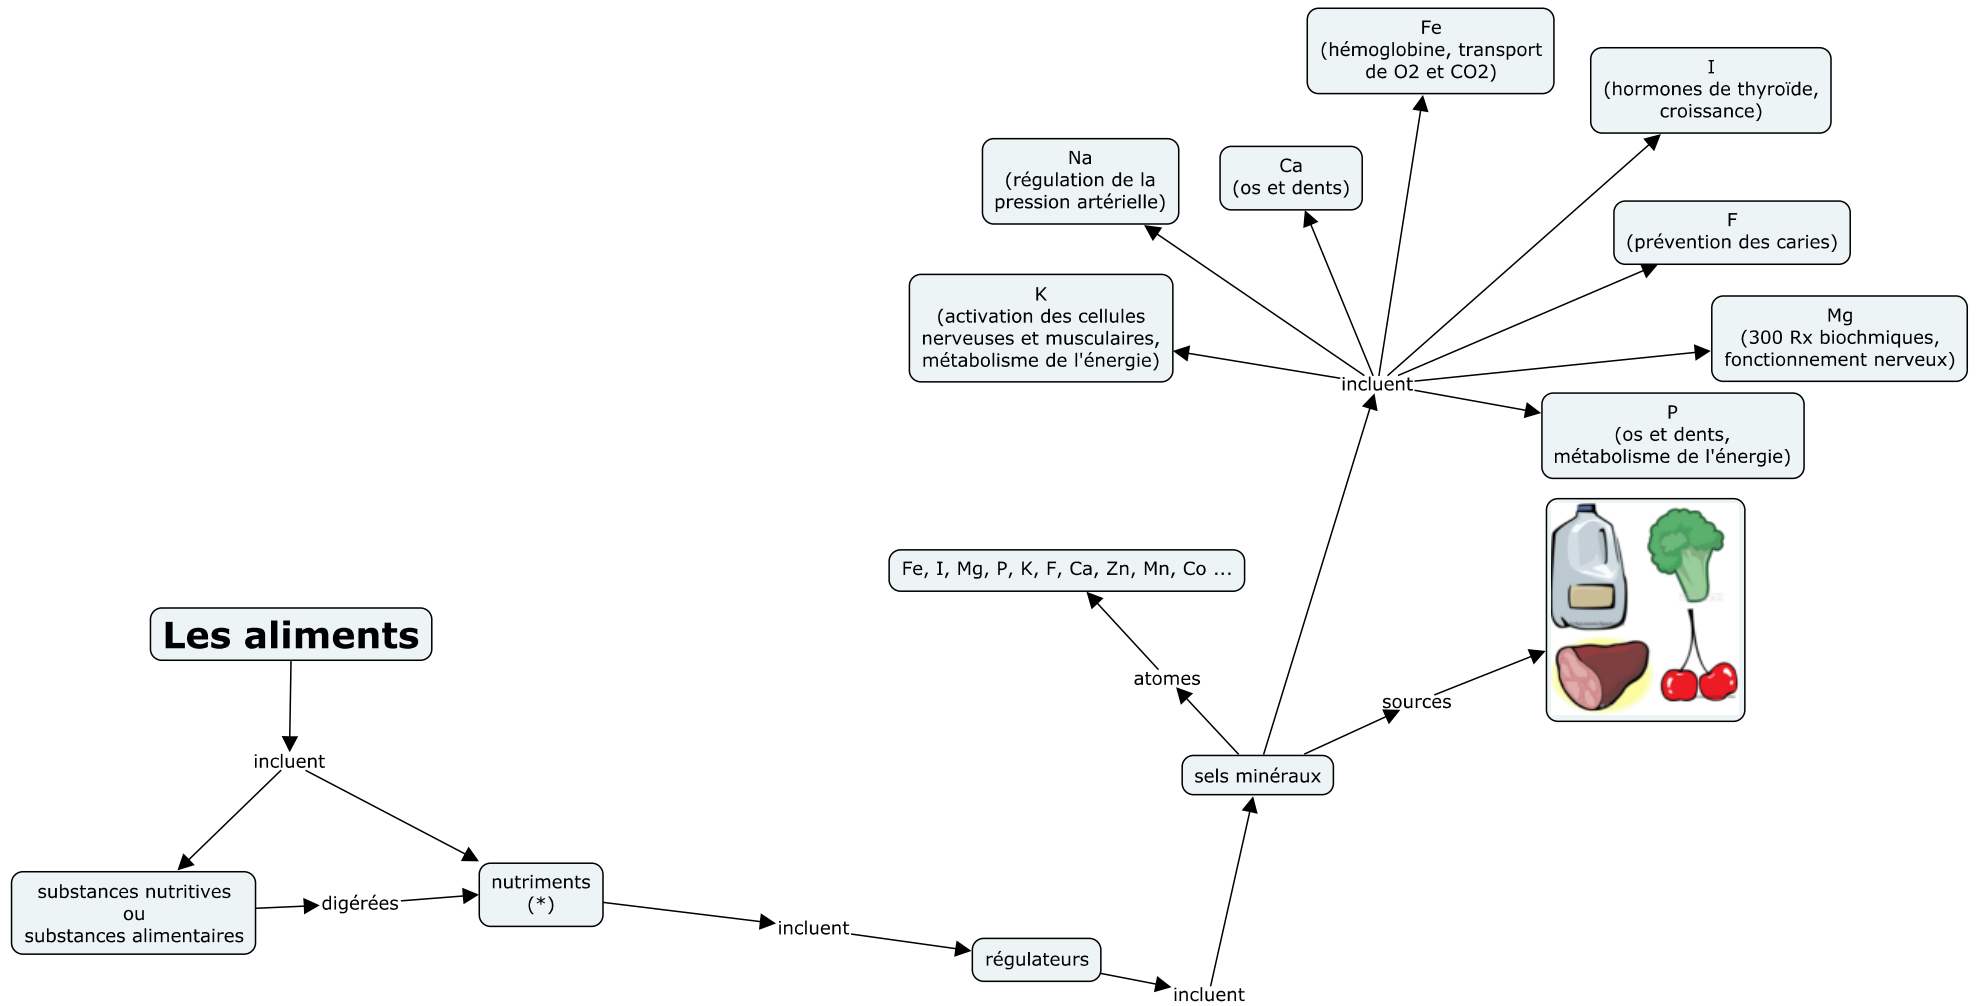 Fe
(hémoglobine, transport
de O2 et CO2)
I
(hormones de thyroïde,
croissance)
Na
(régulation de la
pression artérielle)
Ca
(os et dents)
F
(prévention des caries)
K
(activation des cellules
nerveuses et musculaires,
métabolisme de l'énergie)
Mg
(300 Rx biochmiques,
fonctionnement nerveux)
incluent
P
(os et dents,
métabolisme de l'énergie)
Fe, I, Mg, P, K, F, Ca, Zn, Mn, Co ...
Les aliments
atomes
sources
incluent
sels minéraux
substances nutritives
ou
substances alimentaires
digérées
nutriments
(*)
incluent
régulateurs
incluent